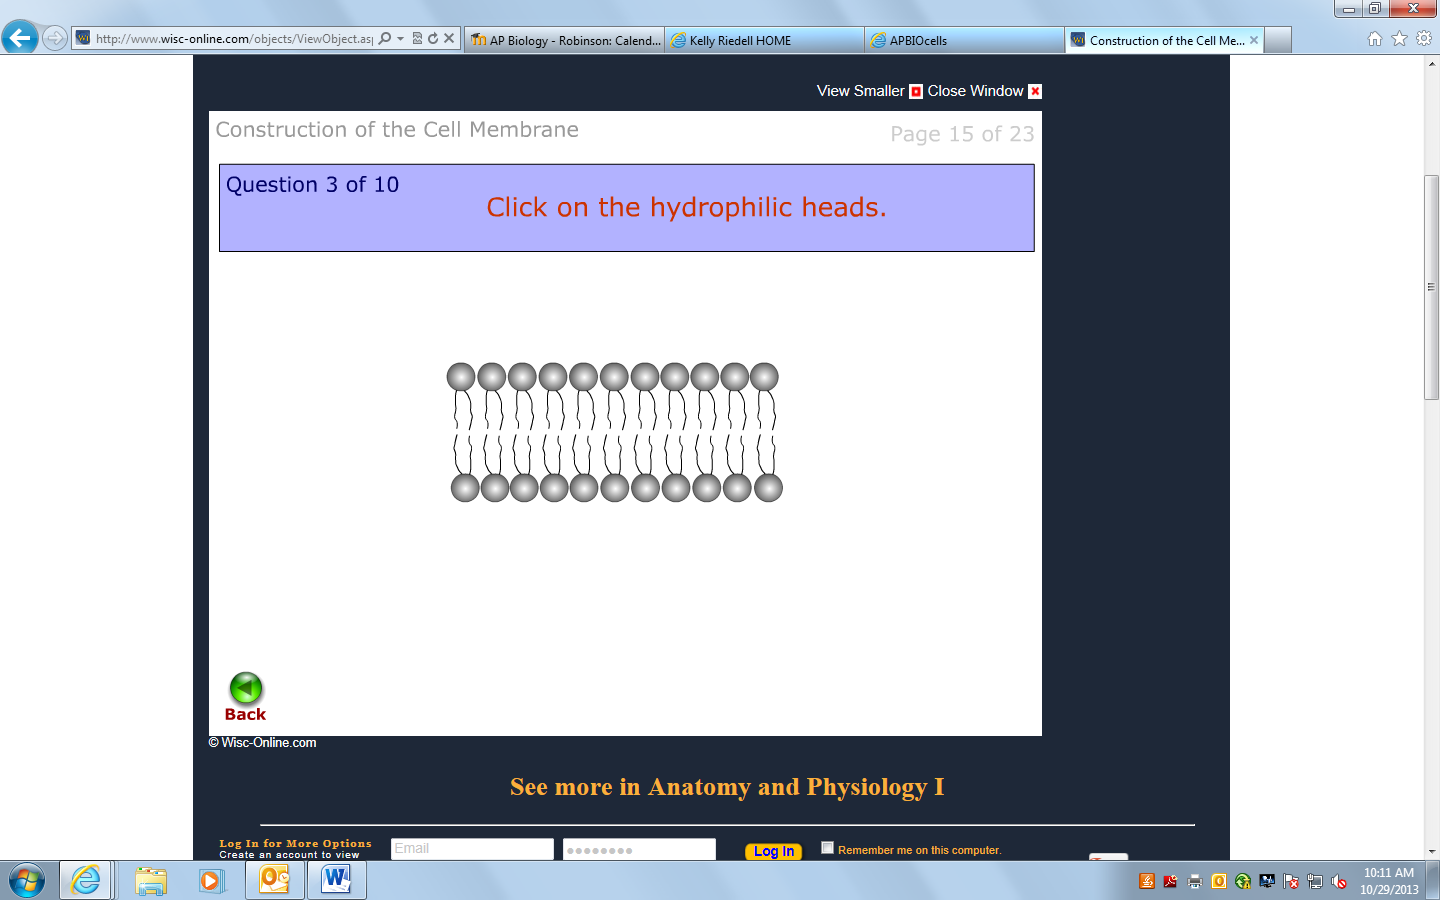 http://www.wisc-online.com/objects/ViewObject.as
AP Biology - Robinson: Calend...
Kelly Riedell HOME
APBIOcells
Construction of the Cell Me...
View Smaller
Close Window
Construction of the Cell Membrane
Page 15 of 23
Question 3 of 10
Click on the hydrophilic heads.
Back
© Wisc-Online.com
See more in Anatomy and Physiology I
Log In for More Options
Create an account to view
Email
Log In
Remember me on this computer.
10:11 AM
10/29/2013